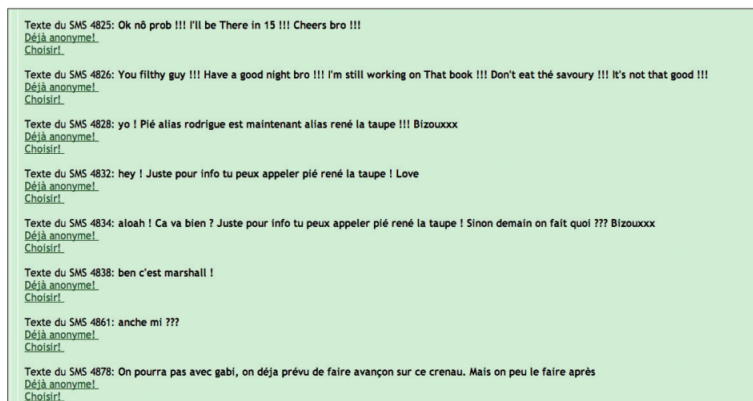 Texte du SMS 4825: Ok nô prob !!! I'll be There in 15 !!! Cheers bro !!!
Déjà anonyme!
Choisir!
Texte du SMS 4826: You filthy guy !!! Have a good night bro !!! I'm still working on That book !!! Don't eat thé savoury !!! It's not that good !!!
Déjà anonyme!
Choisir!
Texte du SMS 4828: yo ! Pié alias rodrigue est maintenant alias rené la taupe !!! Bizouxxx
Déjà anonyme!
Choisir!
Texte du SMS 4832: hey ! Juste pour info tu peux appeler pié rené la taupe ! Love
Déjà anonyme!
Choisir!
Texte du SMS 4834: aloah ! Ca va bien ? Juste pour info tu peux appeler pié rené la taupe ! Sinon demain on fait quoi ??? Bizouxxx
Déjà anonyme!
Choisir!
Texte du SMS 4838: ben c'est marshall !
Déjà anonyme!
Choisir!
Texte du SMS 4861: anche mi ???
Déjà anonyme!
Choisir!
Texte du SMS 4878: On pourra pas avec gabi, on déja prévu de faire avançon sur ce crenau. Mais on peu le faire après
Déjà anonyme!
Choisir!